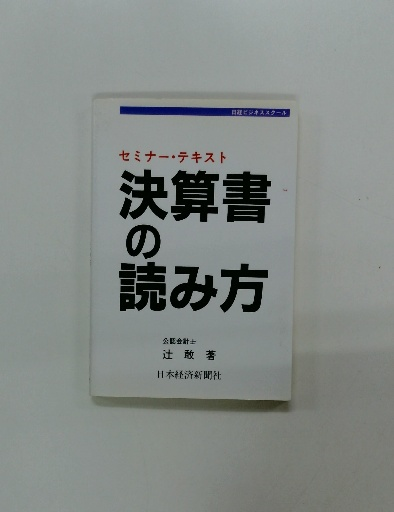 日経ビジネススクール
セミナー・テキスト
決算書
の
読み方
公認会計士
辻 敢 著
日本経済新聞社